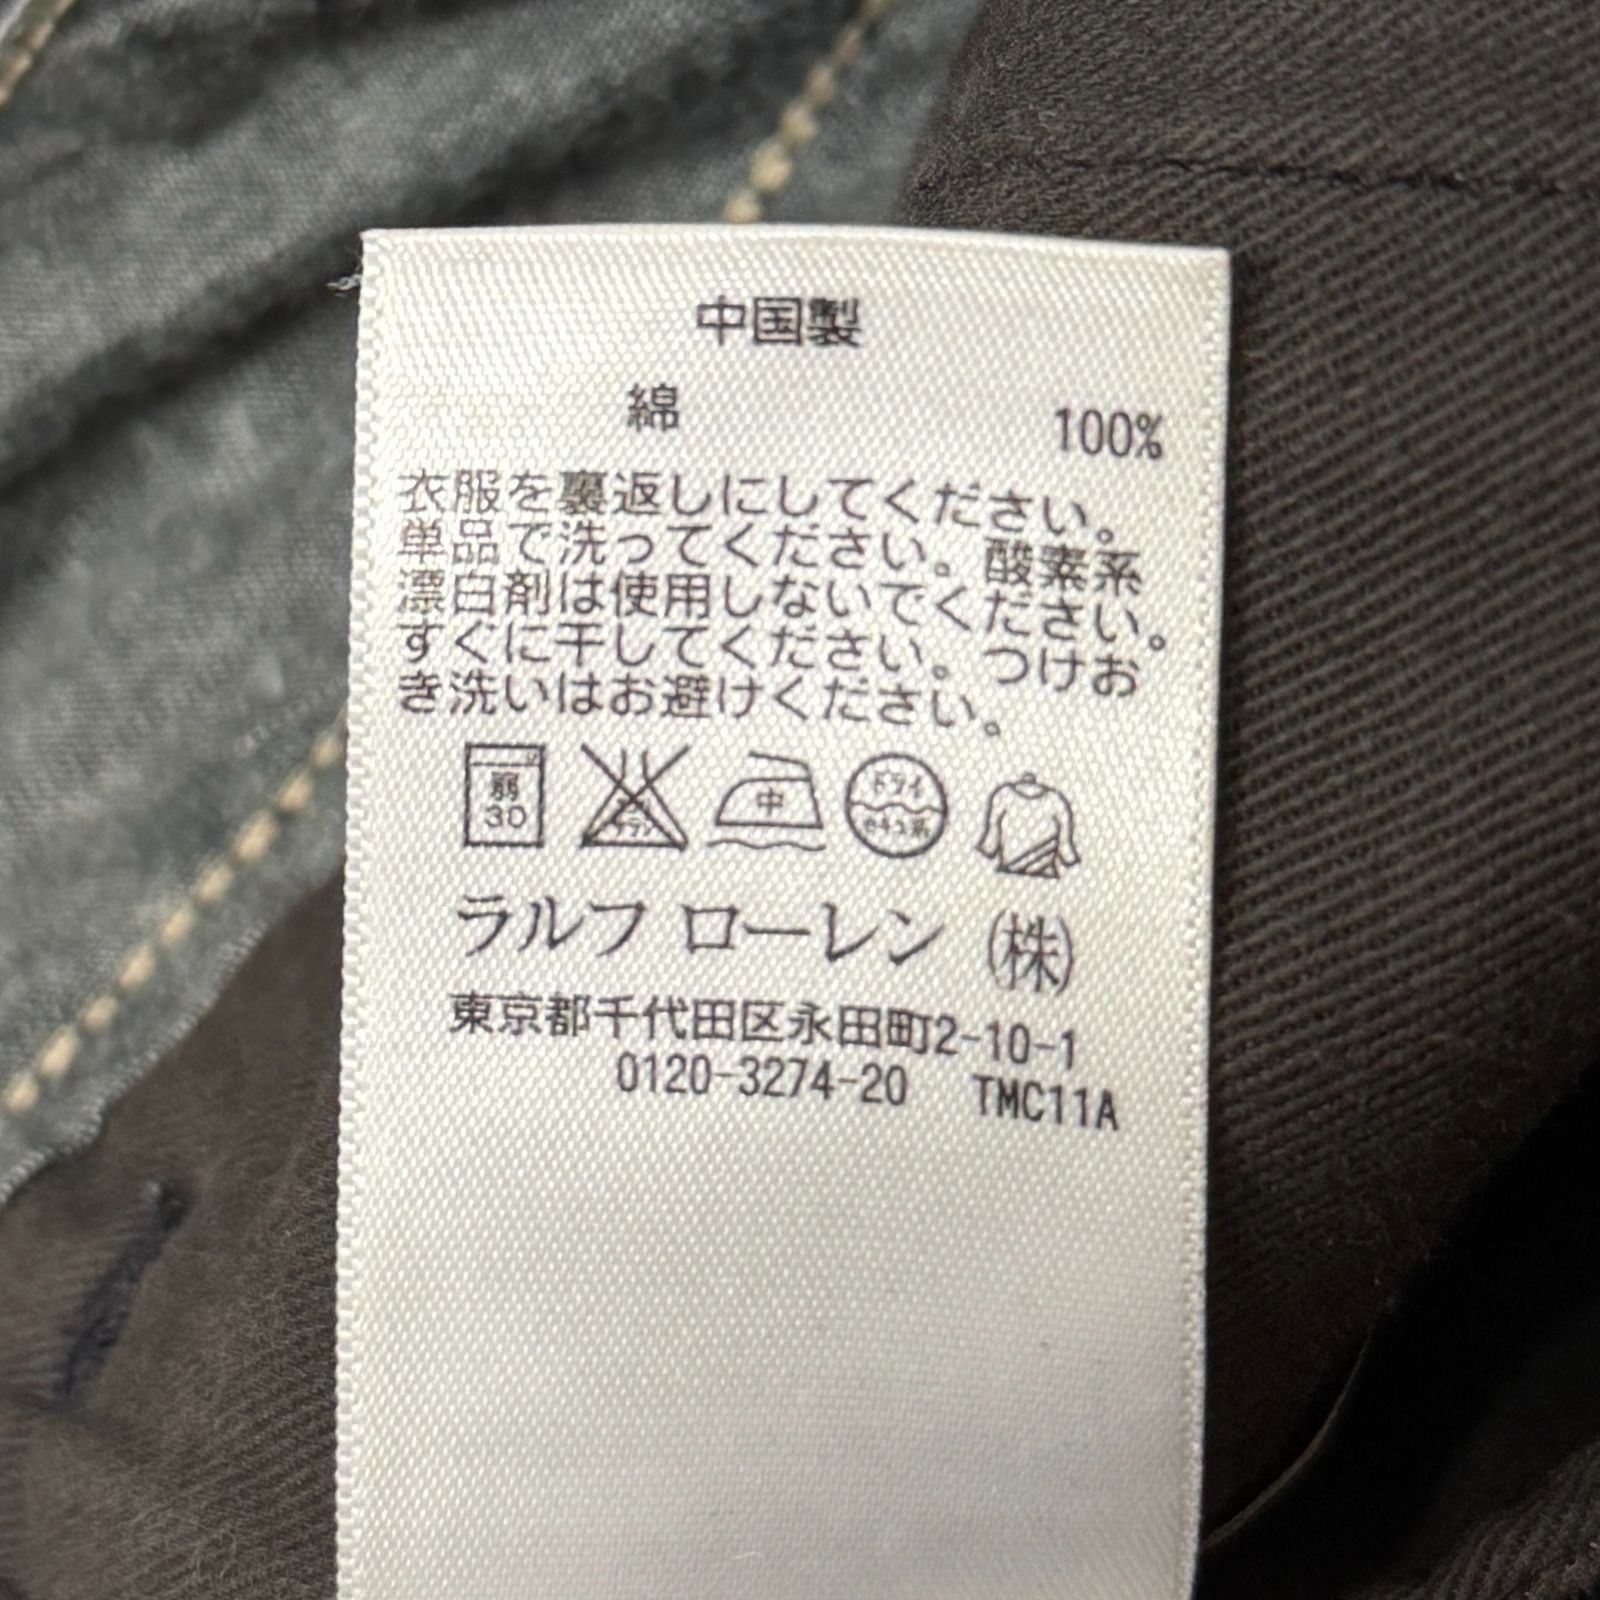 中国製
綿 100%
衣服を裏返しにしてください。
単品で洗ってください。酸素系
漂白剤は使用しないでください。
すぐに干してください。つけお
き洗いはお避けください。
弱 中 ドライ
30 セキユ系
ラルフ ローレン (株)
東京都千代田区永田町2-10-1
0120-3274-20 TMC11A